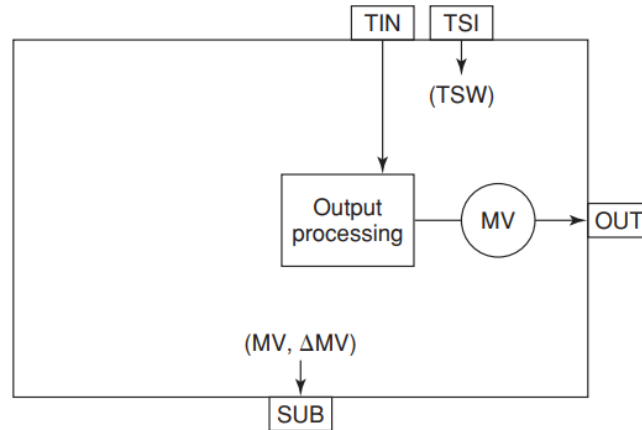 TIN
TSI
(TSW)
Output
processing
MV
OUT
(MV, ΔMV)
SUB